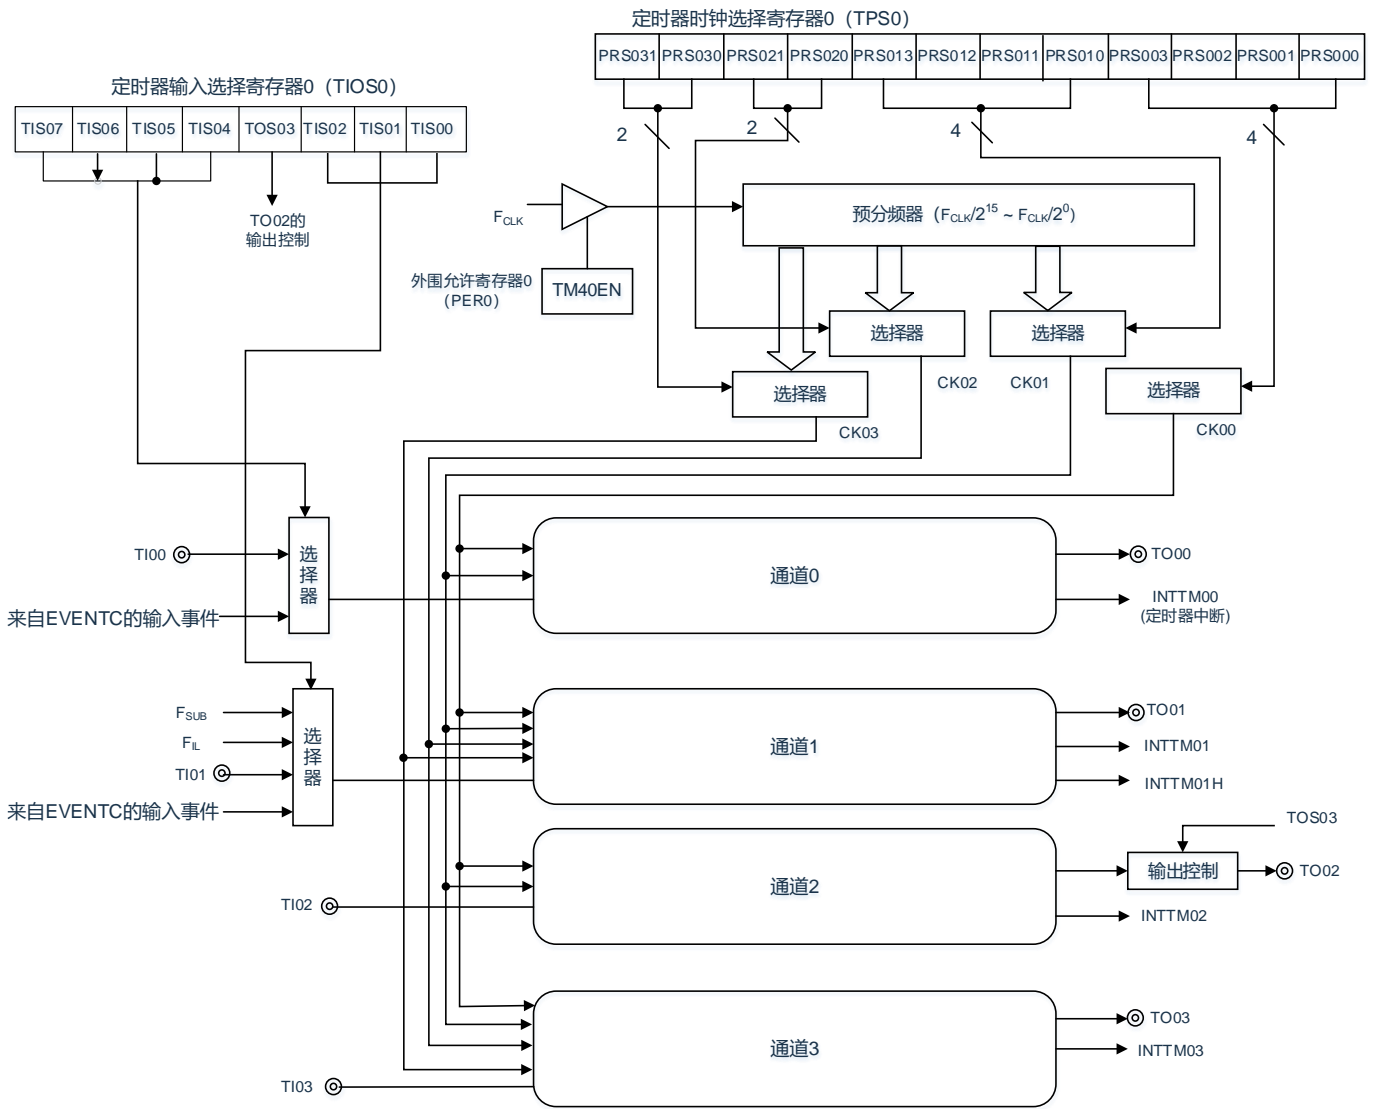 定时器时钟选择寄存器0（TPS0）
PRS031 PRS030 PRS021 PRS020 PRS013 PRS012 PRS011 PRS010 PRS003 PRS002 PRS001 PRS000
定时器输入选择寄存器0（TIOS0）
TIS07 TIS06 TIS05 TIS04 TOS03 TIS02 TIS01 TIS00
2
2
4
4
TO02的
输出控制
FCLK
预分频器（FCLK/2^15 ~ FCLK/2^0）
外围允许寄存器0
（PER0）
TM40EN
选择器
选择器
选择器
选择器
CK02
CK01
CK03
CK00
TI00
选择器
来自EVENTC的输入事件
通道0
TO00
INTTM00
(定时器中断)
FSUB
FIL
TI01
来自EVENTC的输入事件
选择器
通道1
TO01
INTTM01
INTTM01H
TOS03
通道2
输出控制
TO02
TI02
INTTM02
通道3
TO03
INTTM03
TI03